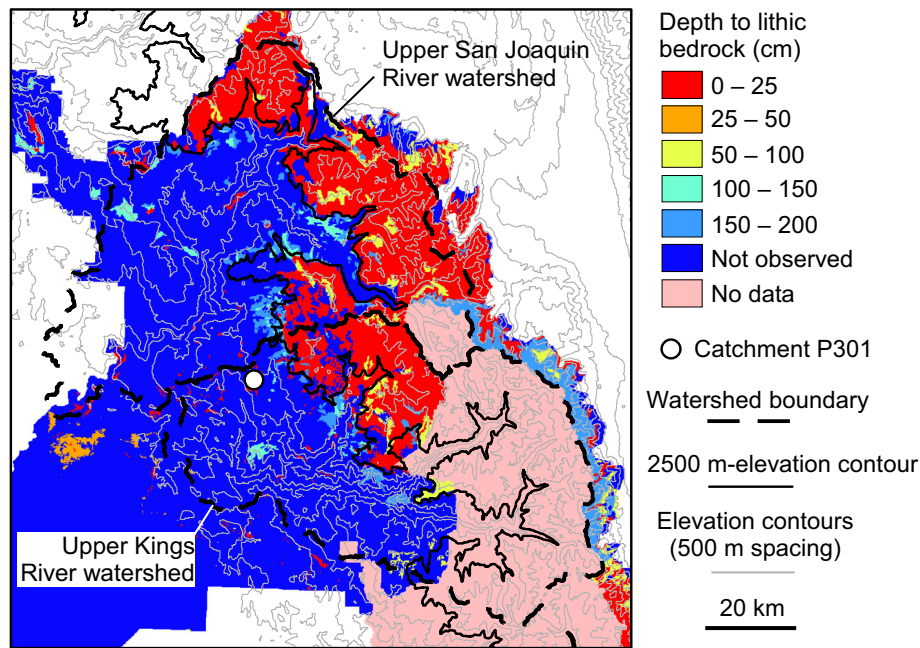 Upper San Joaquin
River watershed
Upper Kings
River watershed
Depth to lithic
bedrock (cm)
0 – 25
25 – 50
50 – 100
100 – 150
150 – 200
Not observed
No data
Catchment P301
Watershed boundary
2500 m-elevation contour
Elevation contours
(500 m spacing)
20 km